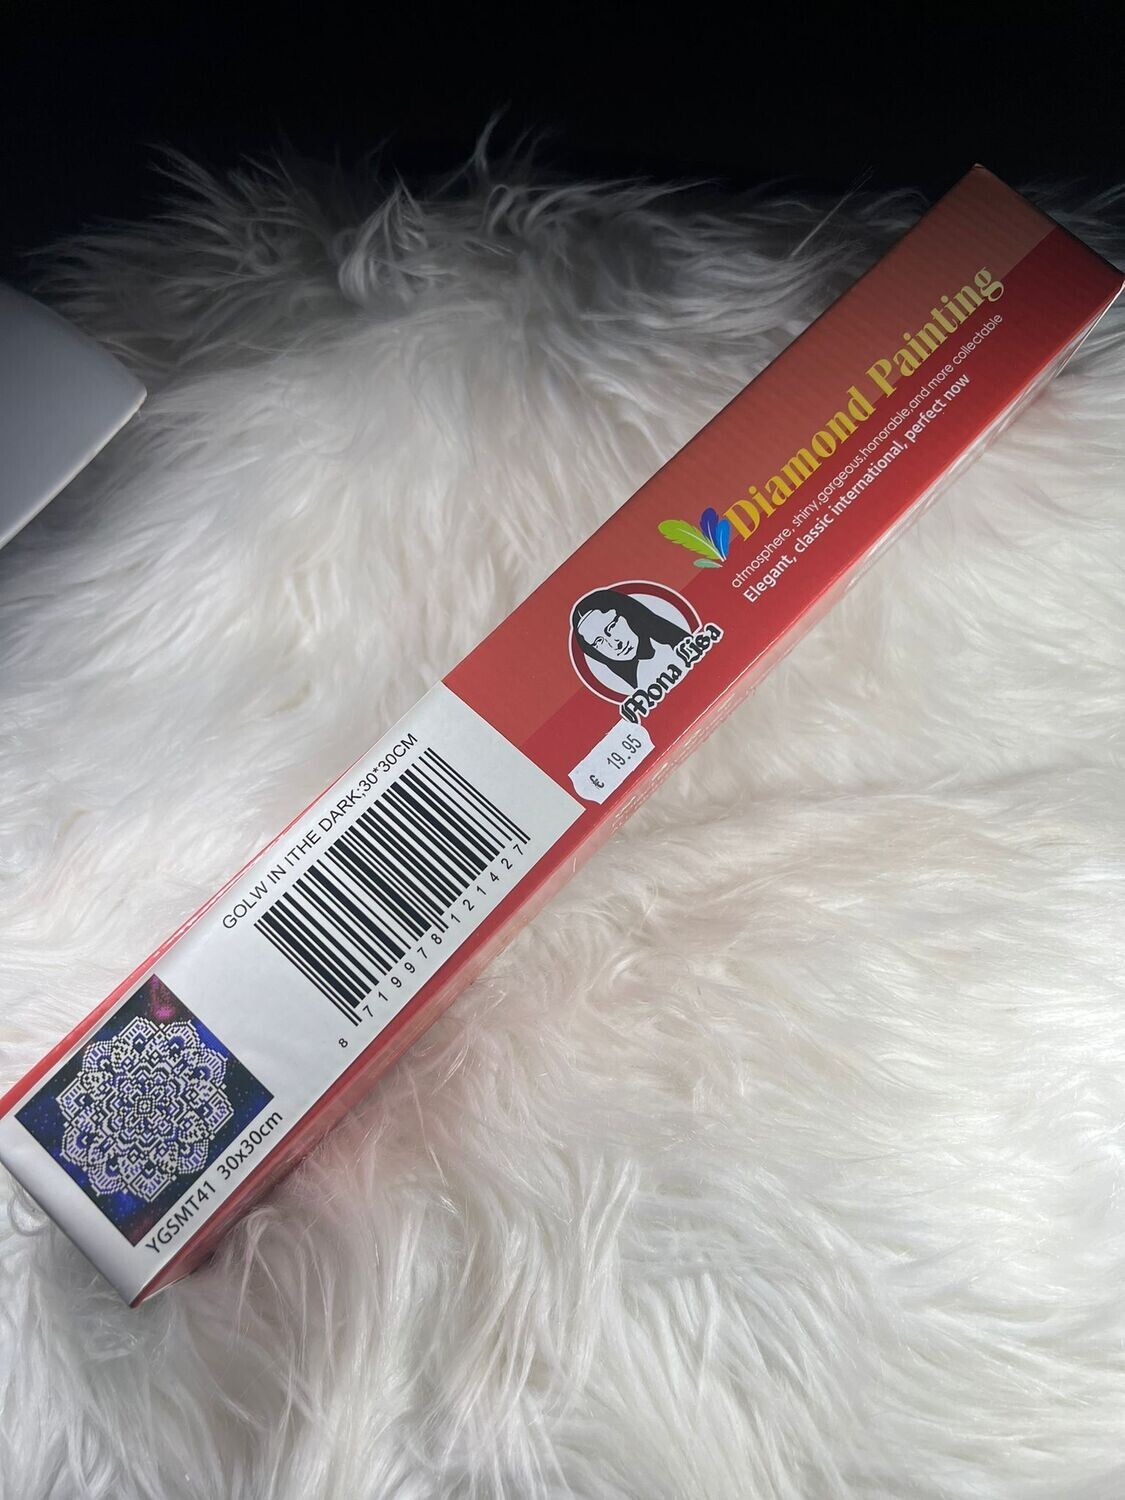 Diamond Painting
atmosphere, shiny,gorgeous,honorable,and more collectable
Elegant, classic international, perfect now
Mona Lisa
€ 19.95
GOLW IN ITHE DARK;30*30CM
8 719978 121427
YGSMT41 30x30cm